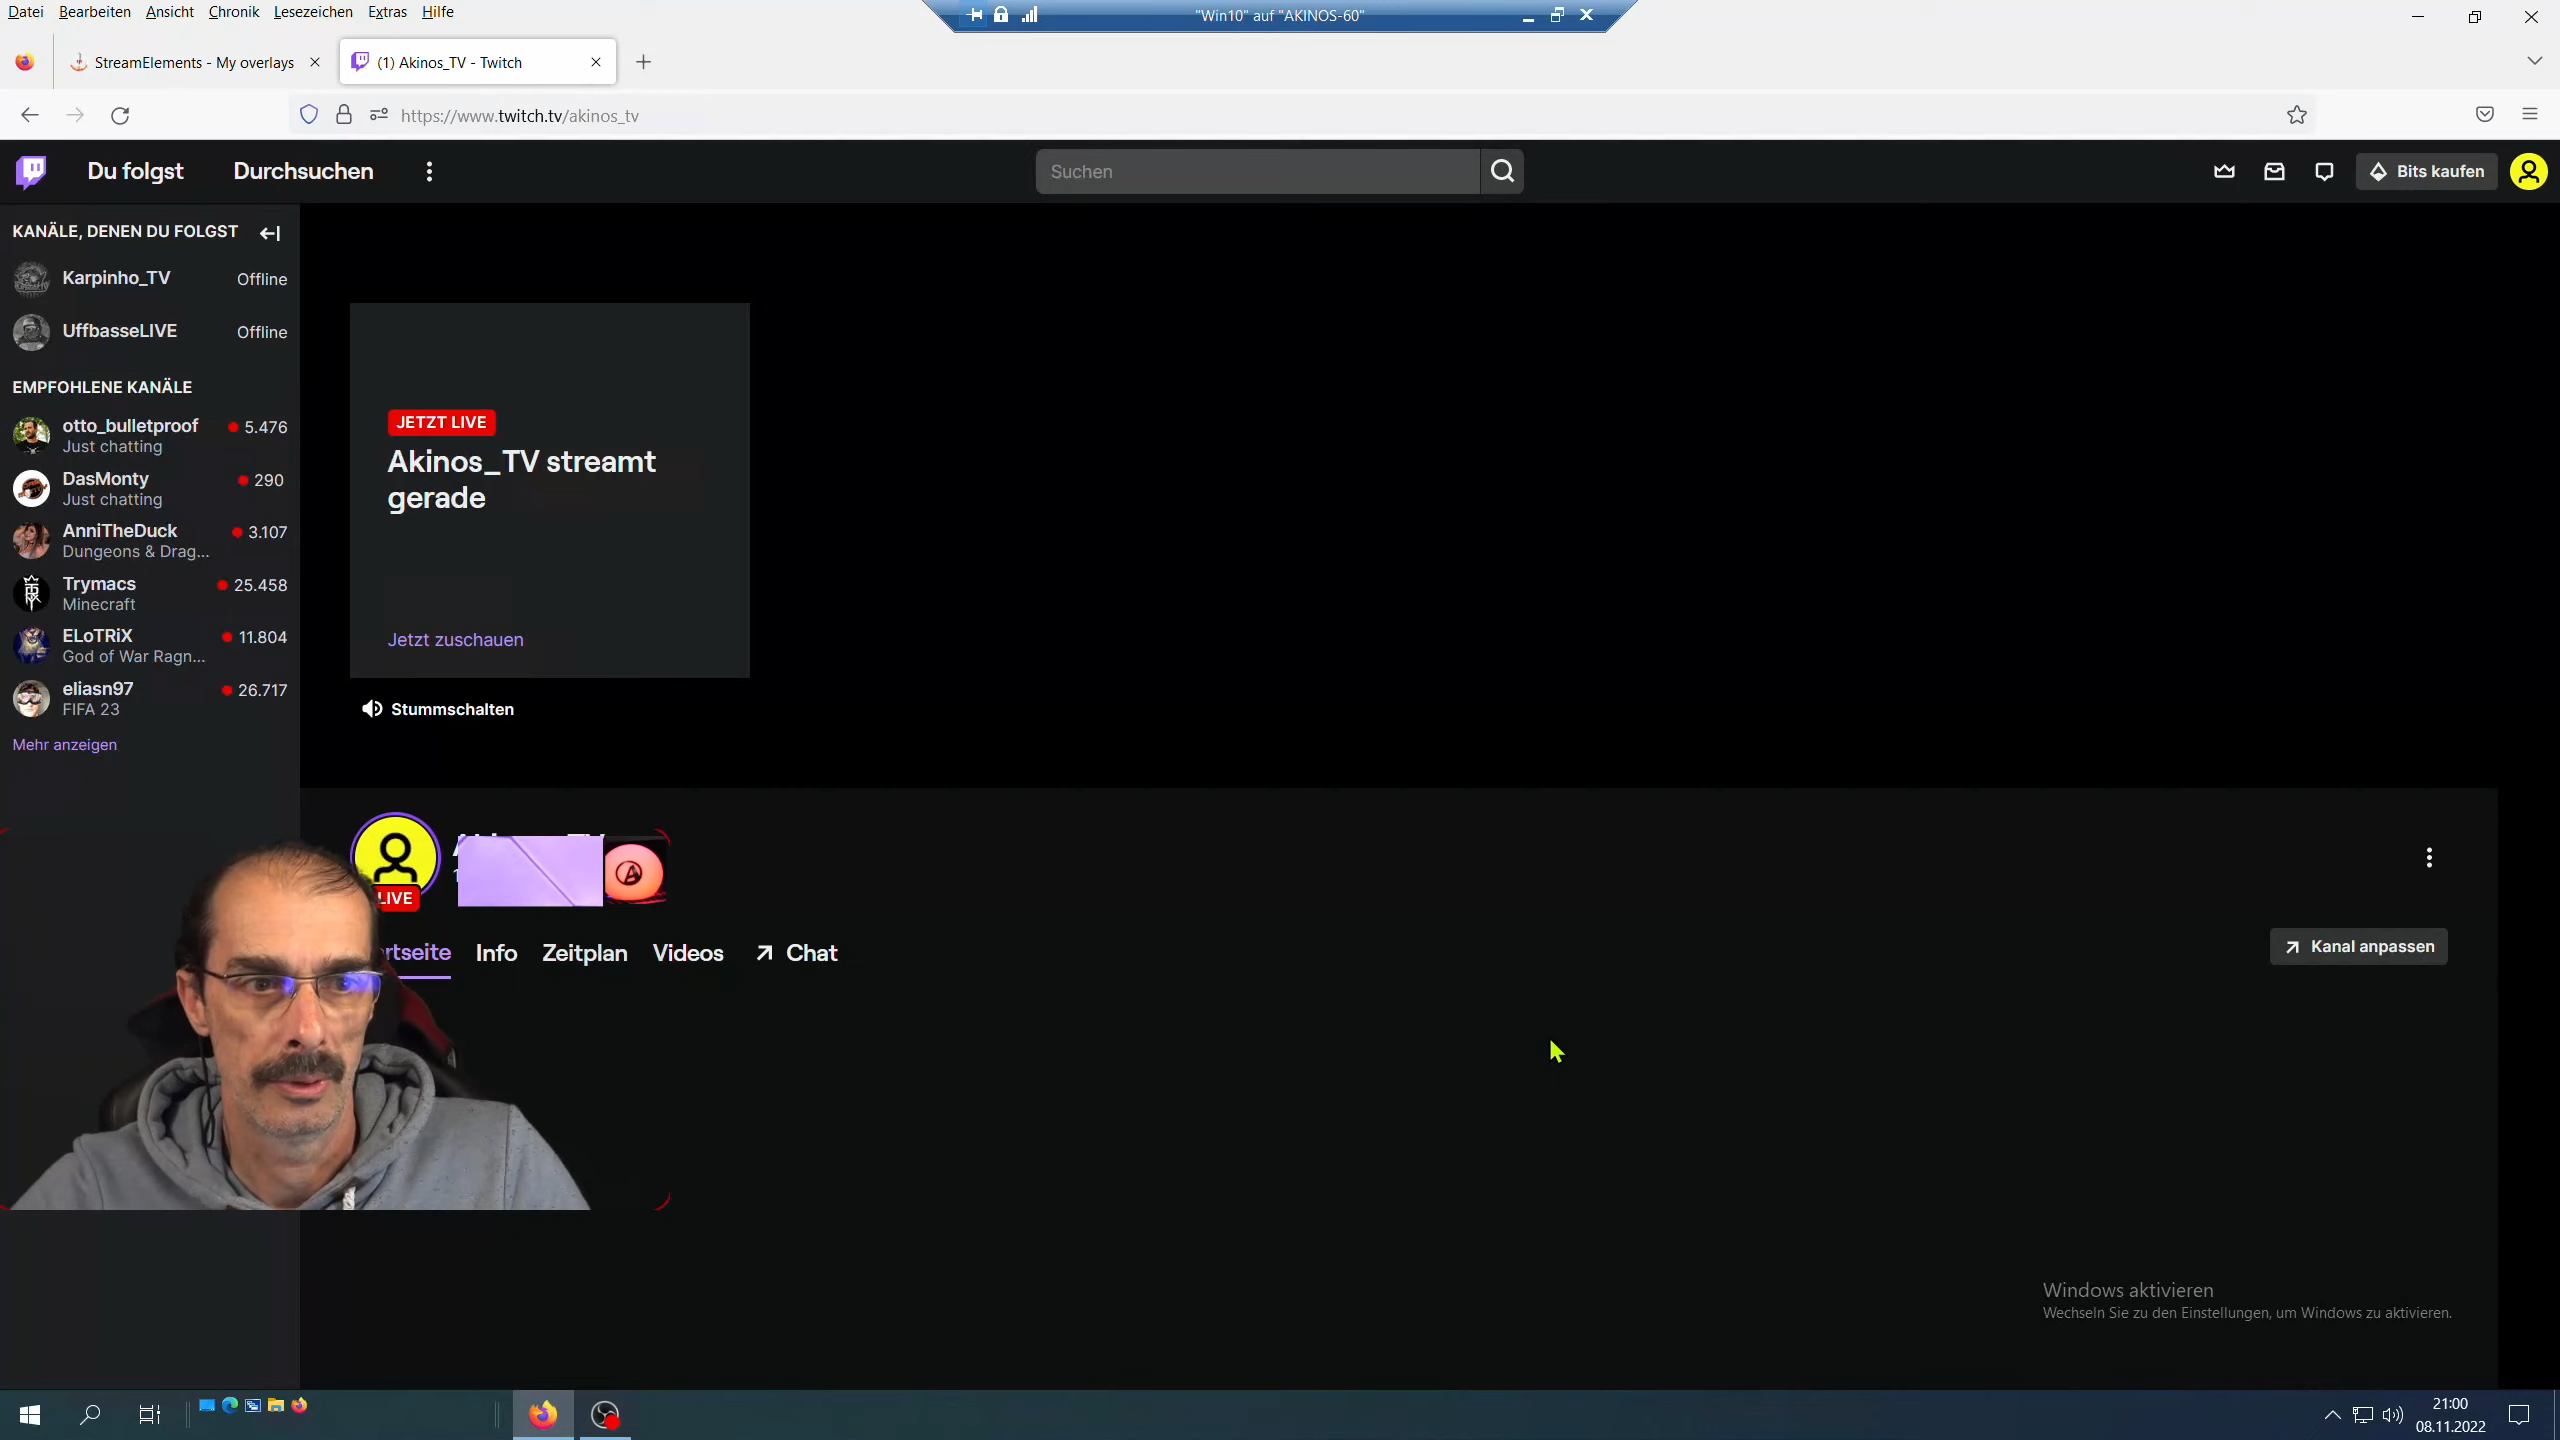 Datei Bearbeiten Ansicht Chronik Lesezeichen Extras Hilfe
"Win10" auf "AKINOS-60"
StreamElements - My overlays
(1) Akinos_TV - Twitch
https://www.twitch.tv/akinos_tv
Du folgst
Durchsuchen
Suchen
Bits kaufen
KANÄLE, DENEN DU FOLGST
Karpinho_TV Offline
UffbasseLIVE Offline
EMPFOHLENE KANÄLE
otto_bulletproof 5.476
Just chatting
DasMonty 290
Just chatting
AnniTheDuck 3.107
Dungeons & Drag...
Trymacs 25.458
Minecraft
ELoTRiX 11.804
God of War Ragn...
eliasn97 26.717
FIFA 23
Mehr anzeigen
JETZT LIVE
Akinos_TV streamt
gerade
Jetzt zuschauen
Stummschalten
LIVE
rtseite Info Zeitplan Videos Chat
Kanal anpassen
Windows aktivieren
Wechseln Sie zu den Einstellungen, um Windows zu aktivieren.
21:00
08.11.2022